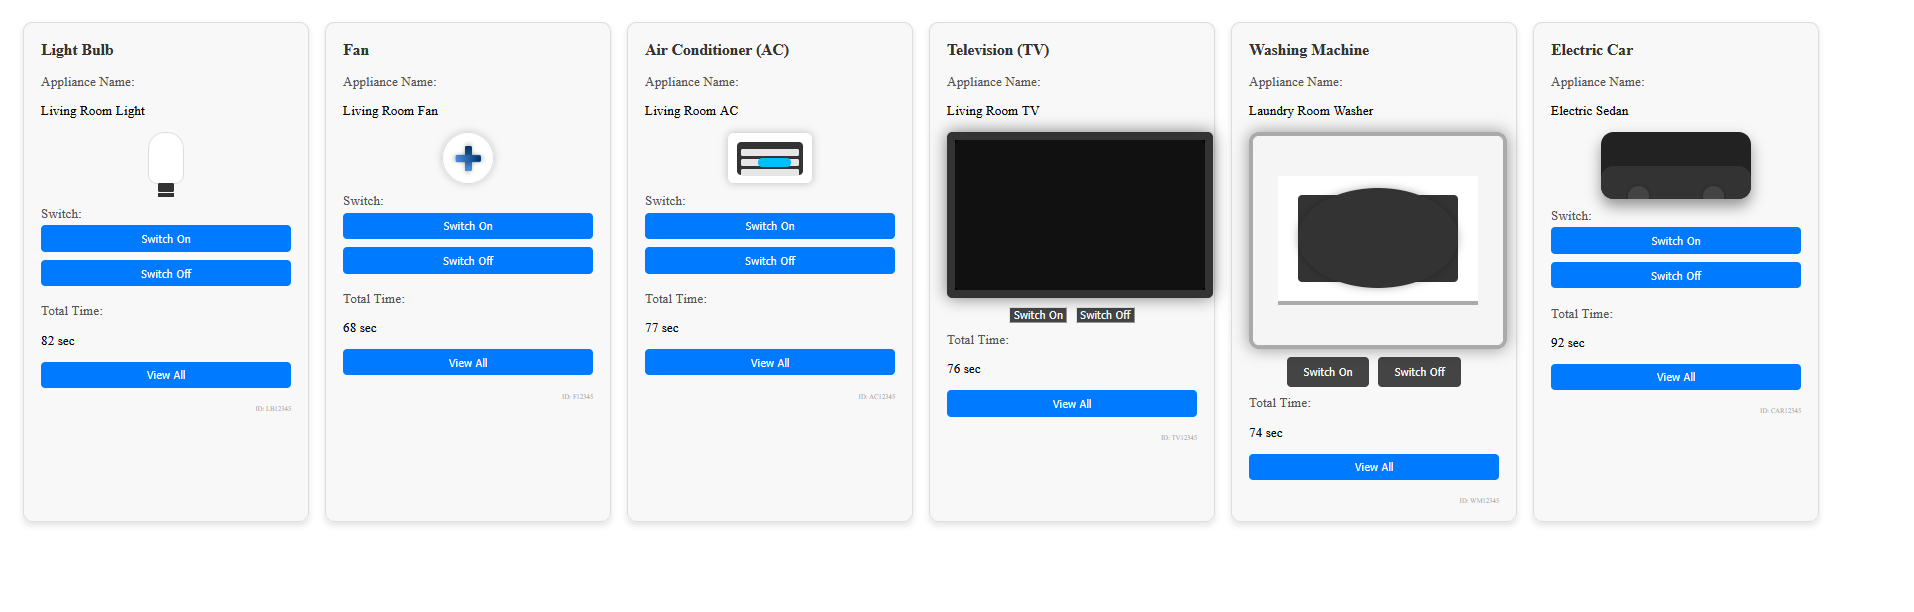 Light Bulb
Appliance Name:
Living Room Light
Switch:
Switch On
Switch Off
Total Time:
82 sec
View All
ID: LB12345
Fan
Appliance Name:
Living Room Fan
Switch:
Switch On
Switch Off
Total Time:
68 sec
View All
ID: F12345
Air Conditioner (AC)
Appliance Name:
Living Room AC
Switch:
Switch On
Switch Off
Total Time:
77 sec
View All
ID: AC12345
Television (TV)
Appliance Name:
Living Room TV
Switch On
Switch Off
Total Time:
76 sec
View All
ID: TV12345
Washing Machine
Appliance Name:
Laundry Room Washer
Switch On
Switch Off
Total Time:
74 sec
View All
ID: WM12345
Electric Car
Appliance Name:
Electric Sedan
Switch:
Switch On
Switch Off
Total Time:
92 sec
View All
ID: CAR12345